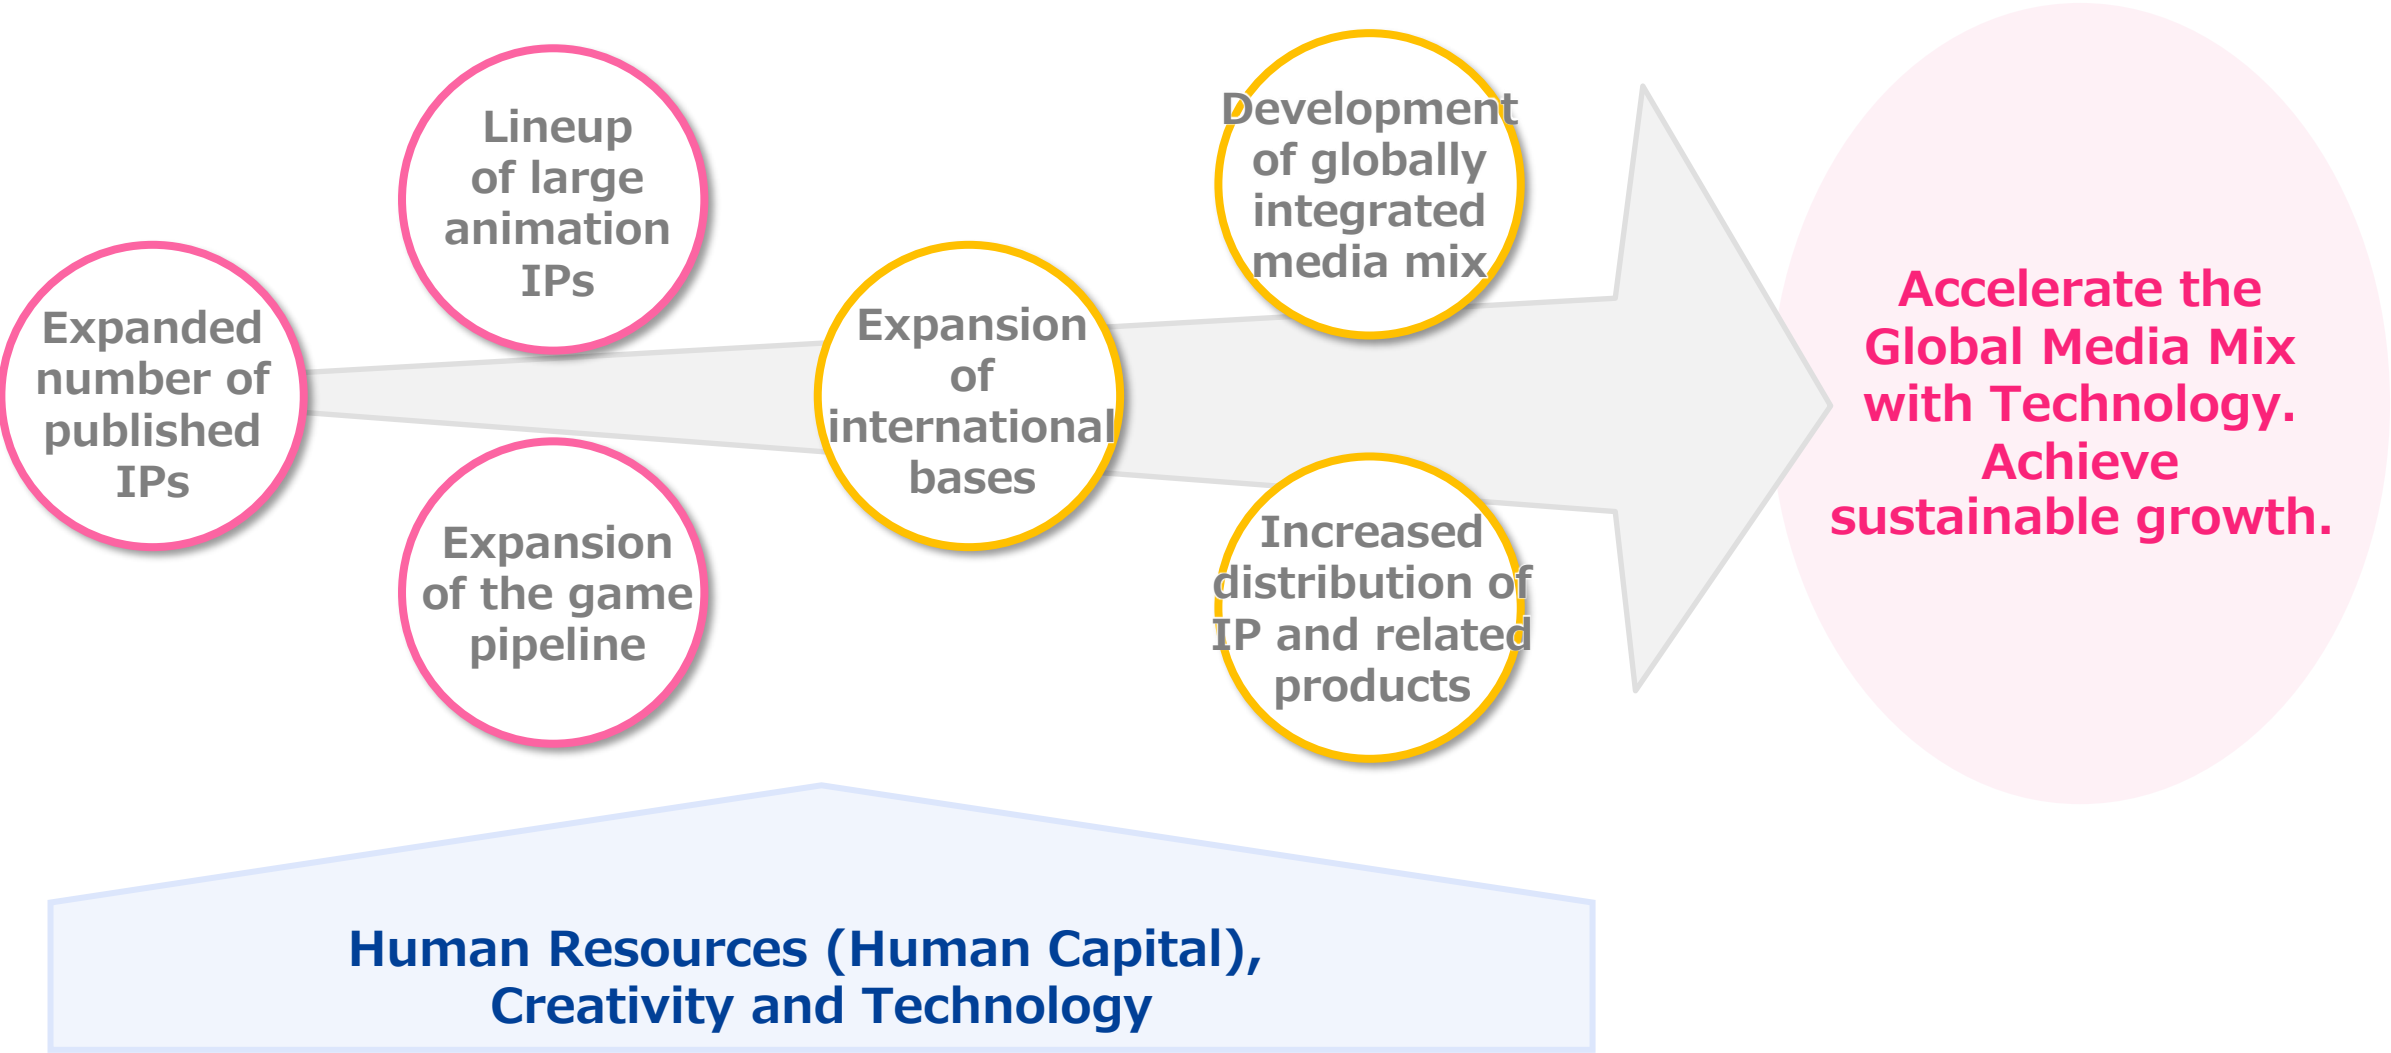 Expanded
number of
published
IPs
Lineup
of large
animation
IPs
Expansion
of the game
pipeline
Expansion
of
international
bases
Development
of globally
integrated
media mix
Increased
distribution of
IP and related
products
Accelerate the
Global Media Mix
with Technology.
Achieve
sustainable growth.
Human Resources (Human Capital),
Creativity and Technology